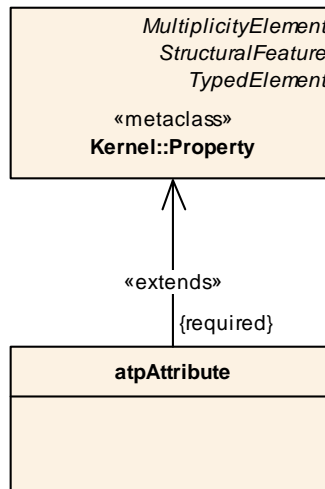 MultiplicityElement
StructuralFeature
TypedElement
«metaclass»
Kernel::Property
«extends»
{required}
atpAttribute